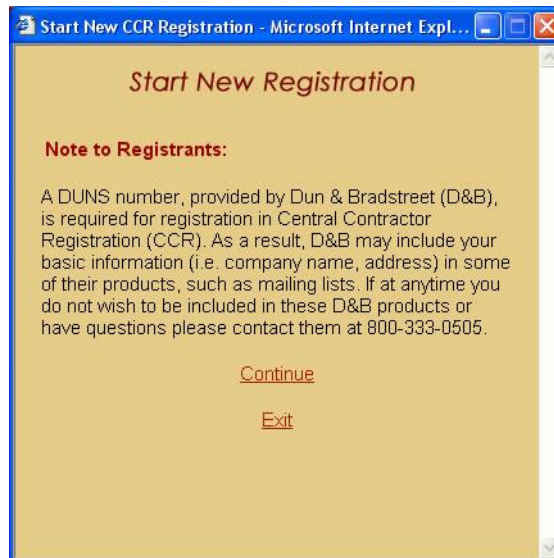 Start New CCR Registration - Microsoft Internet Expl...
Start New Registration
Note to Registrants:
A DUNS number, provided by Dun & Bradstreet (D&B),
is required for registration in Central Contractor
Registration (CCR). As a result, D&B may include your
basic information (i.e. company name, address) in some
of their products, such as mailing lists. If at anytime you
do not wish to be included in these D&B products or
have questions please contact them at 800-333-0505.
Continue
Exit